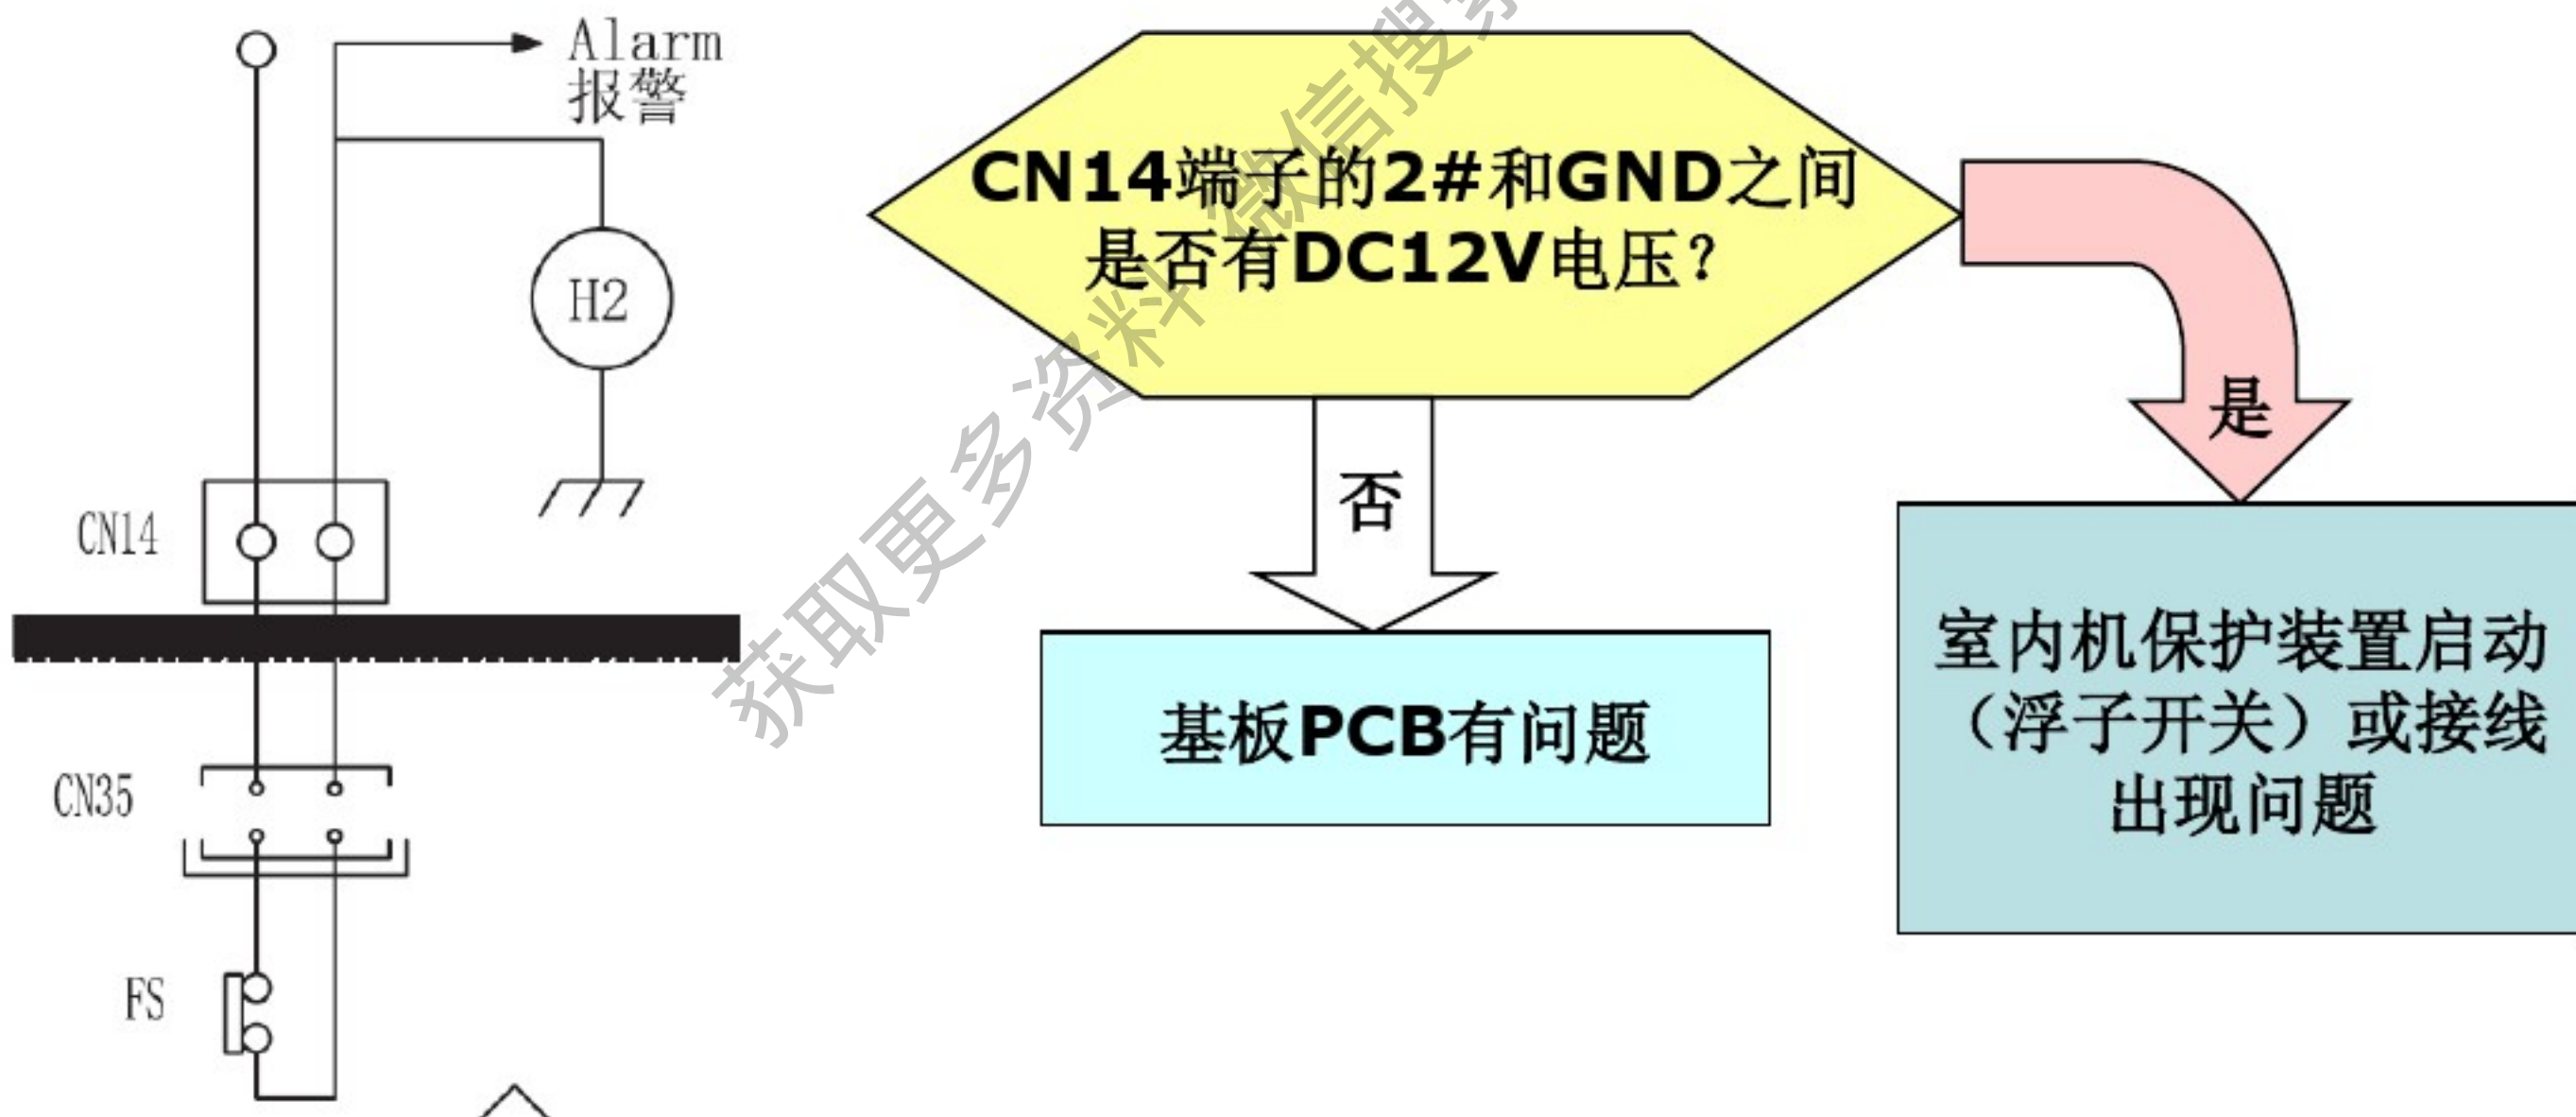 Alarm
报警
H2
CN14
CN35
FS
CN14端子的2#和GND之间
是否有DC12V电压?
是
否
基板PCB有问题
室内机保护装置启动
（浮子开关）或接线
出现问题
获取更多资料 微信搜索